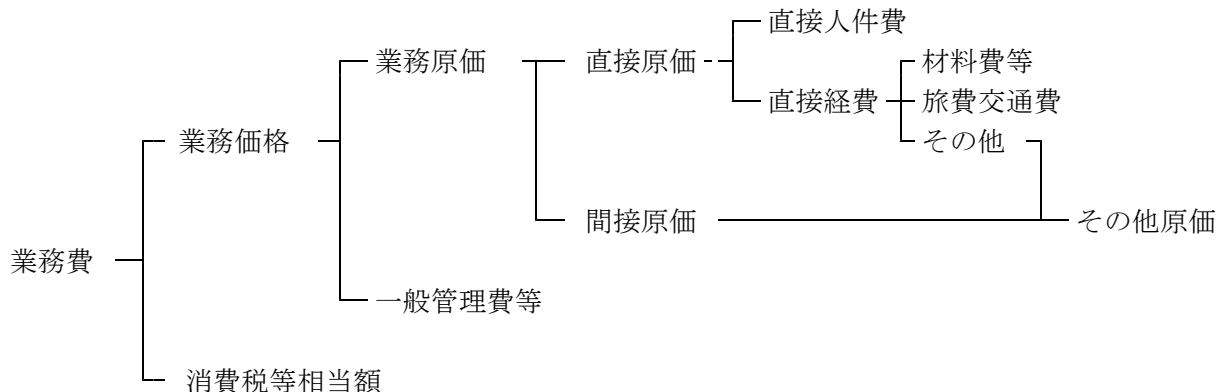 直接人件費
業務原価 直接原価 材料費等
直接経費 旅費交通費
業務価格 その他
間接原価 その他原価
業務費
一般管理費等
消費税等相当額